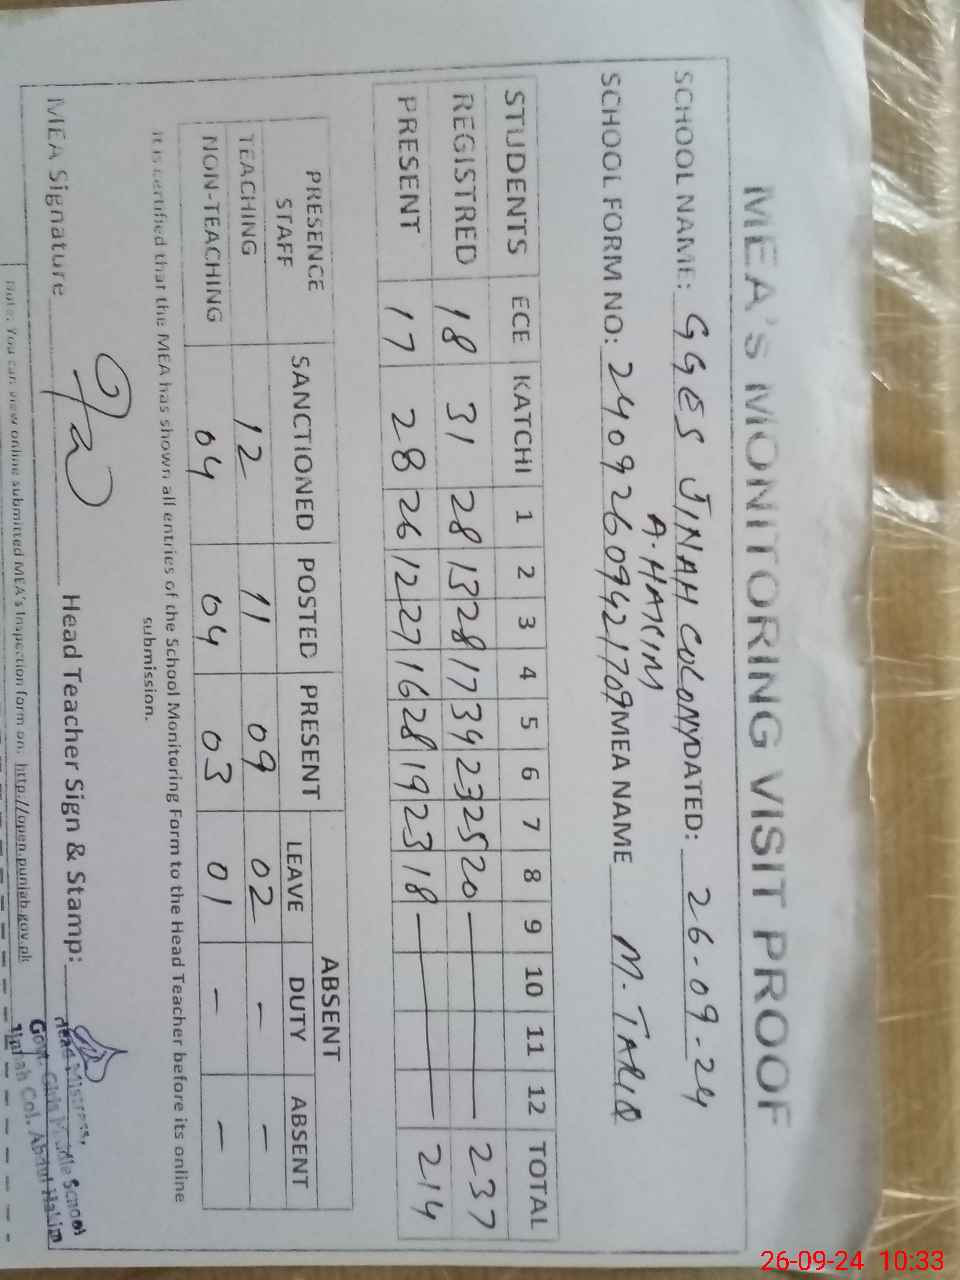 MEA's MONITORING VISIT PROOF
SCHOOL NAME: GGES JINAH COLONY DATED: 26-09-24
A. HAKIM
SCHOOL FORM NO: 24092609421709 MEA NAME M. TARIQ
STUDENTS ECE KATCHI 1 2 3 4 5 6 7 8 9 10 11 12 TOTAL
REGISTRED 18 31 28 13 28 17 34 23 25 20 — 237
PRESENT 17 28 26 12 27 16 28 19 23 18 — 214
PRESENCE STAFF SANCTIONED POSTED PRESENT ABSENT
LEAVE DUTY ABSENT
TEACHING 12 11 09 02 - -
NON-TEACHING 04 04 03 01 - -
It is certified that the MEA has shown all entries of the School Monitoring Form to the Head Teacher before its online
submission.
MEA Signature Head Teacher Sign & Stamp:
Head Mistress,
Govt. Girls Middle School
Jinnah Col. Abdul Hakim
Note: You can view online submitted MEA's Inspection form on: http://open.punjab.gov.pk
26-09-24 10:33